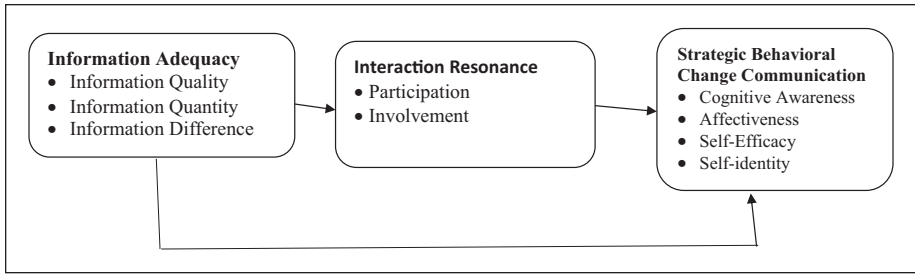 Information Adequacy
• Information Quality
• Information Quantity
• Information Difference
Interaction Resonance
• Participation
• Involvement
Strategic Behavioral
Change Communication
• Cognitive Awareness
• Affectiveness
• Self-Efficacy
• Self-identity